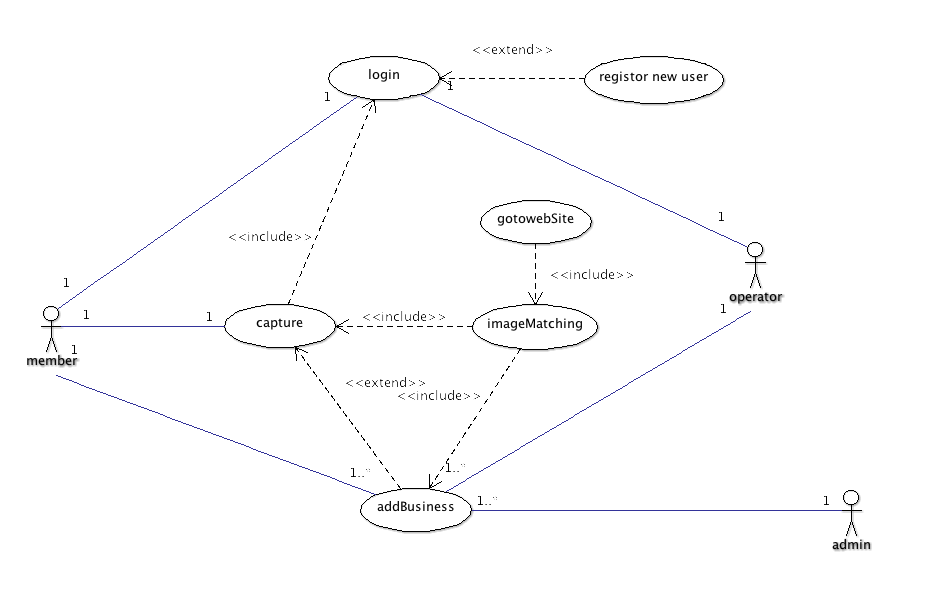 <<extend>>
login
registor new user
1
1
1
gotowebSite
<<include>>
<<include>>
1
operator
1
1
1
capture
<<include>>
imageMatching
1
member
1
<<extend>>
<<include>>
1..*
1..*
addBusiness
1..*
1
admin